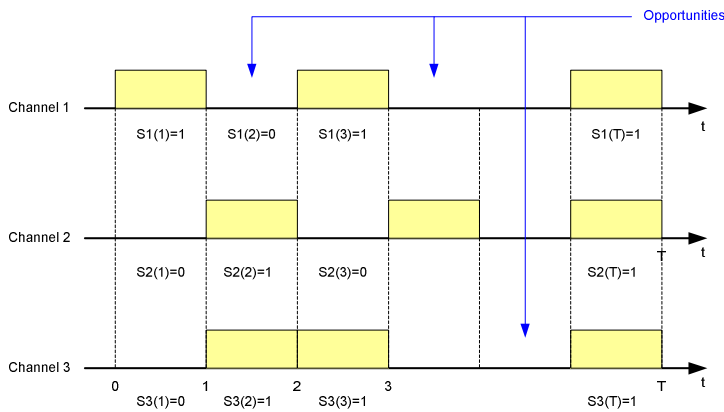 Opportunities
Channel 1
t
S1(1)=1 S1(2)=0 S1(3)=1 S1(T)=1
Channel 2
T t
S2(1)=0 S2(2)=1 S2(3)=0 S2(T)=1
Channel 3
0 1 2 3 T t
S3(1)=0 S3(2)=1 S3(3)=1 S3(T)=1